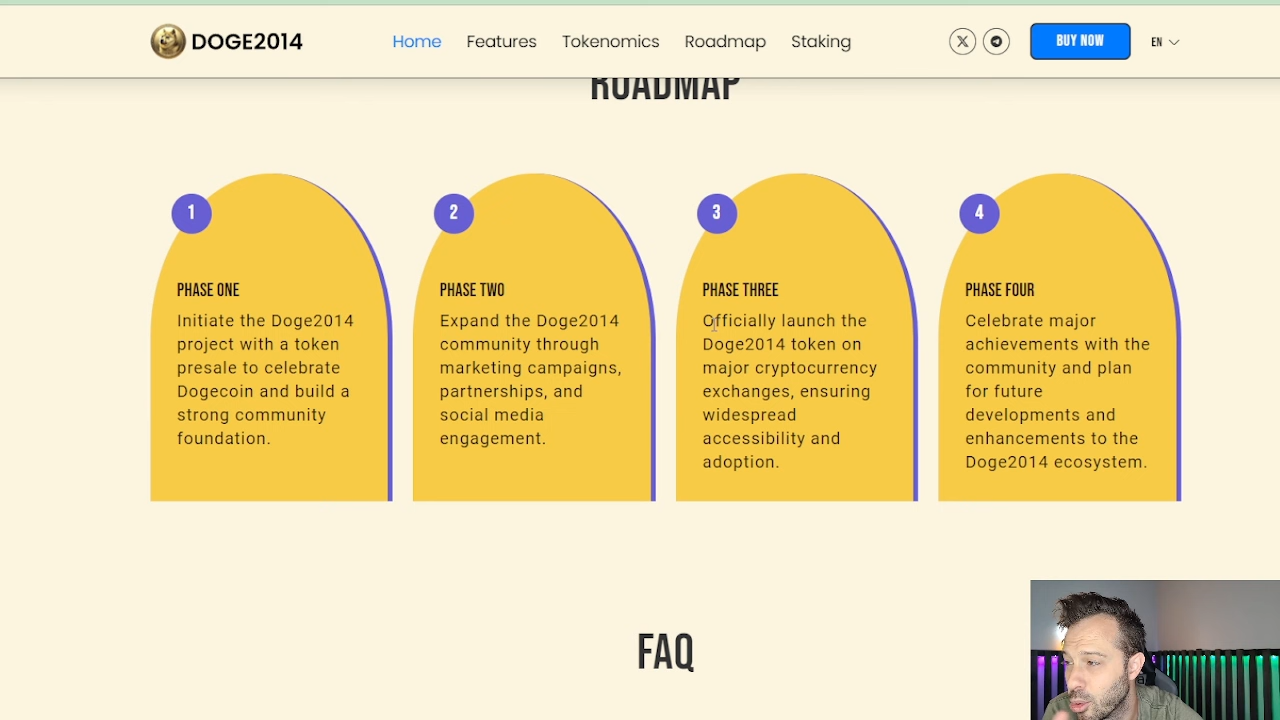 DOGE2014
Home Features Tokenomics Roadmap Staking
BUY NOW
EN
ROADMAP
1
PHASE ONE
Initiate the Doge2014
project with a token
presale to celebrate
Dogecoin and build a
strong community
foundation.
2
PHASE TWO
Expand the Doge2014
community through
marketing campaigns,
partnerships, and
social media
engagement.
3
PHASE THREE
Officially launch the
Doge2014 token on
major cryptocurrency
exchanges, ensuring
widespread
accessibility and
adoption.
4
PHASE FOUR
Celebrate major
achievements with the
community and plan
for future
developments and
enhancements to the
Doge2014 ecosystem.
FAQ